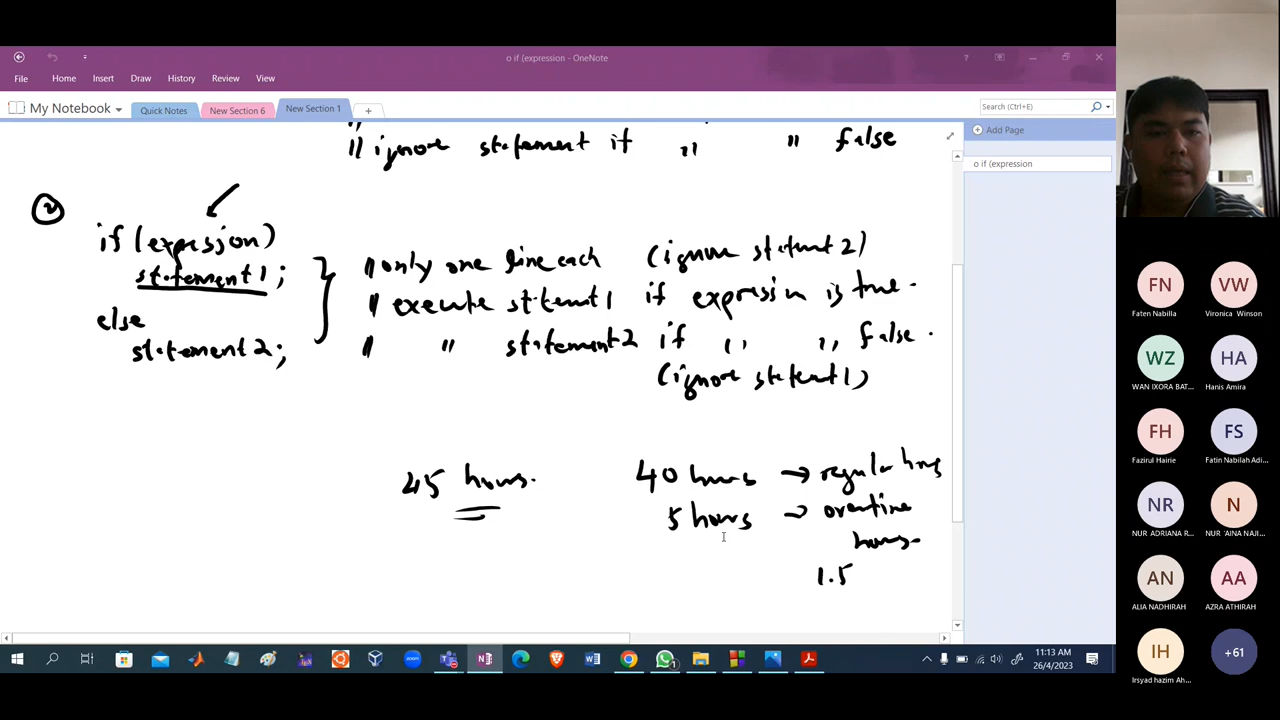 o if (expression - OneNote
File Home Insert Draw History Review View
My Notebook Quick Notes New Section 6 New Section 1
Search (Ctrl+E)
Add Page
o if (expression
// ignore statement if ,, ,, false
2
if (expression)
statement1;
else
statement2;
// only one line each (ignore statement2)
// execute statement1 if expression is true.
// " statement2 if ,, ,, false.
(ignore statement1)
45 hours.
40 hours → regular hours
5 hours → overtime
hours.
1.5
FN VW
Faten Nabilla Vironica Winson
WZ HA
WAN IXORA BAT... Hanis Amira
FH FS
Fazirul Hairie Fatin Nabilah Adi...
NR N
NUR ADRIANA R... NUR 'AINA NAJI...
AN AA
ALIA NADHIRAH AZRA ATHIRAH
IH +61
Irsyad hazim Ah...
11:13 AM
26/4/2023